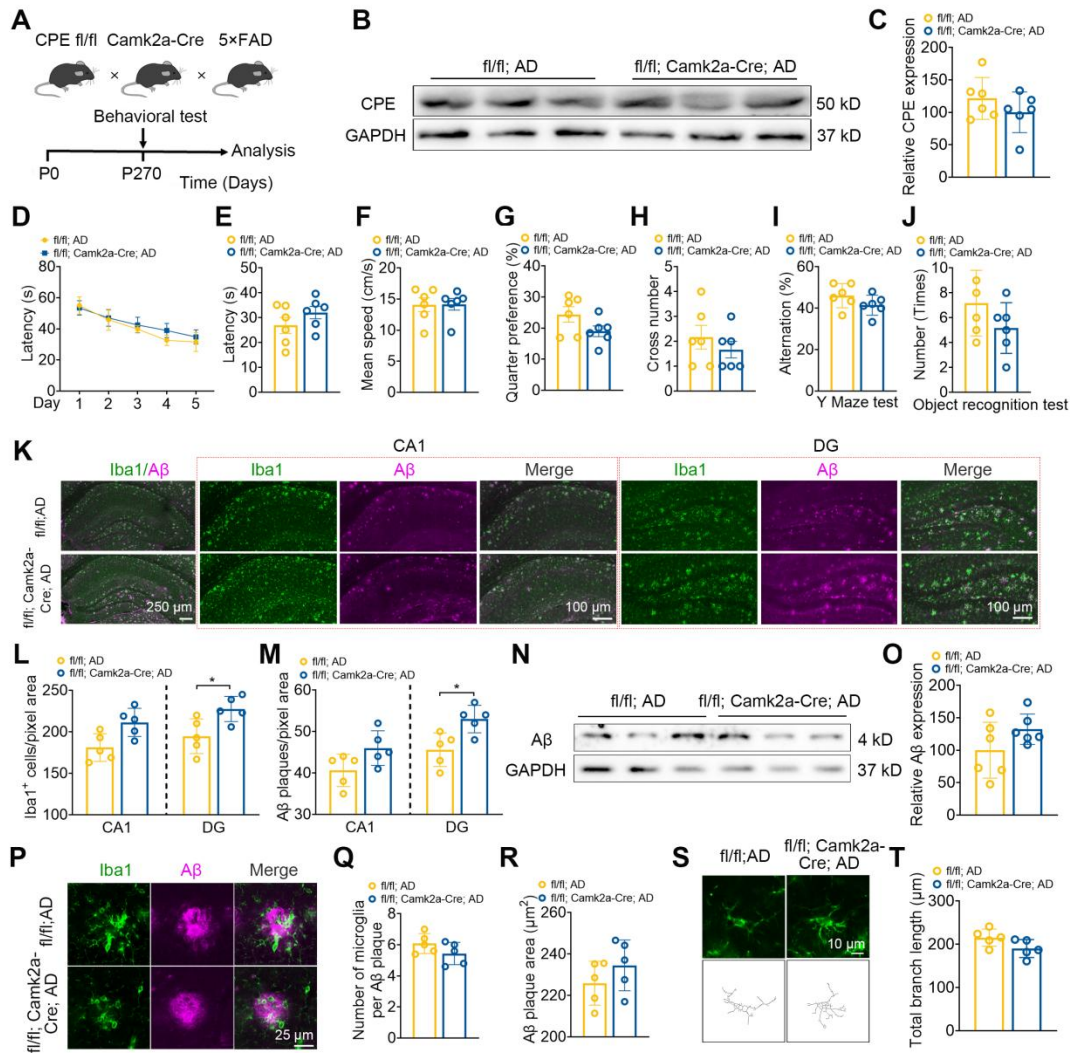 A
CPE fl/fl Camk2a-Cre 5×FAD
× ×
Behavioral test
Analysis
P0 P270
Time (Days)
B
fl/fl; AD fl/fl; Camk2a-Cre; AD
CPE 50 kD
GAPDH 37 kD
C
fl/fl; AD
fl/fl; Camk2a-Cre; AD
Relative CPE expression
200
150
100
50
0
D
fl/fl; AD
fl/fl; Camk2a-Cre; AD
Latency (s)
80
60
40
20
0
Day 1 2 3 4 5
E
fl/fl; AD
fl/fl; Camk2a-Cre; AD
Latency (s)
50
40
30
20
10
0
F
fl/fl; AD
fl/fl; Camk2a-Cre; AD
Mean speed (cm/s)
20
15
10
5
0
G
fl/fl; AD
fl/fl; Camk2a-Cre; AD
Quarter preference (%)
40
30
20
10
0
H
fl/fl; AD
fl/fl; Camk2a-Cre; AD
Cross number
5
4
3
2
1
0
I
fl/fl; AD
fl/fl; Camk2a-Cre; AD
Alternation (%)
60
40
20
0
Y Maze test
J
fl/fl; AD
fl/fl; Camk2a-Cre; AD
Number (Times)
10
8
6
4
2
0
Object recognition test
K
CA1 DG
Iba1/Aβ Iba1 Aβ Merge Iba1 Aβ Merge
fl/fl;AD
fl/fl; Camk2a-
Cre; AD
250 µm 100 µm 100 µm
L
fl/fl; AD
fl/fl; Camk2a-Cre; AD
Iba1⁺ cells/pixel area
250
200
150
100
*
CA1 DG
M
fl/fl; AD
fl/fl; Camk2a-Cre; AD
Aβ plaques/pixel area
60
50
40
30
*
CA1 DG
N
fl/fl; AD fl/fl; Camk2a-Cre; AD
Aβ 4 kD
GAPDH 37 kD
O
fl/fl; AD
fl/fl; Camk2a-Cre; AD
Relative Aβ expression
200
150
100
50
0
P
Iba1 Aβ Merge
fl/fl;AD
fl/fl; Camk2a-
Cre; AD
25 µm
Q
fl/fl; AD
fl/fl; Camk2a-Cre; AD
Number of microglia
per Aβ plaque
8
6
4
2
0
R
fl/fl; AD
fl/fl; Camk2a-Cre; AD
Aβ plaque area (µm²)
260
240
220
200
S
fl/fl;AD fl/fl; Camk2a-
Cre; AD
10 µm
T
fl/fl; AD
fl/fl; Camk2a-Cre; AD
Total branch length (µm)
400
300
200
100
0